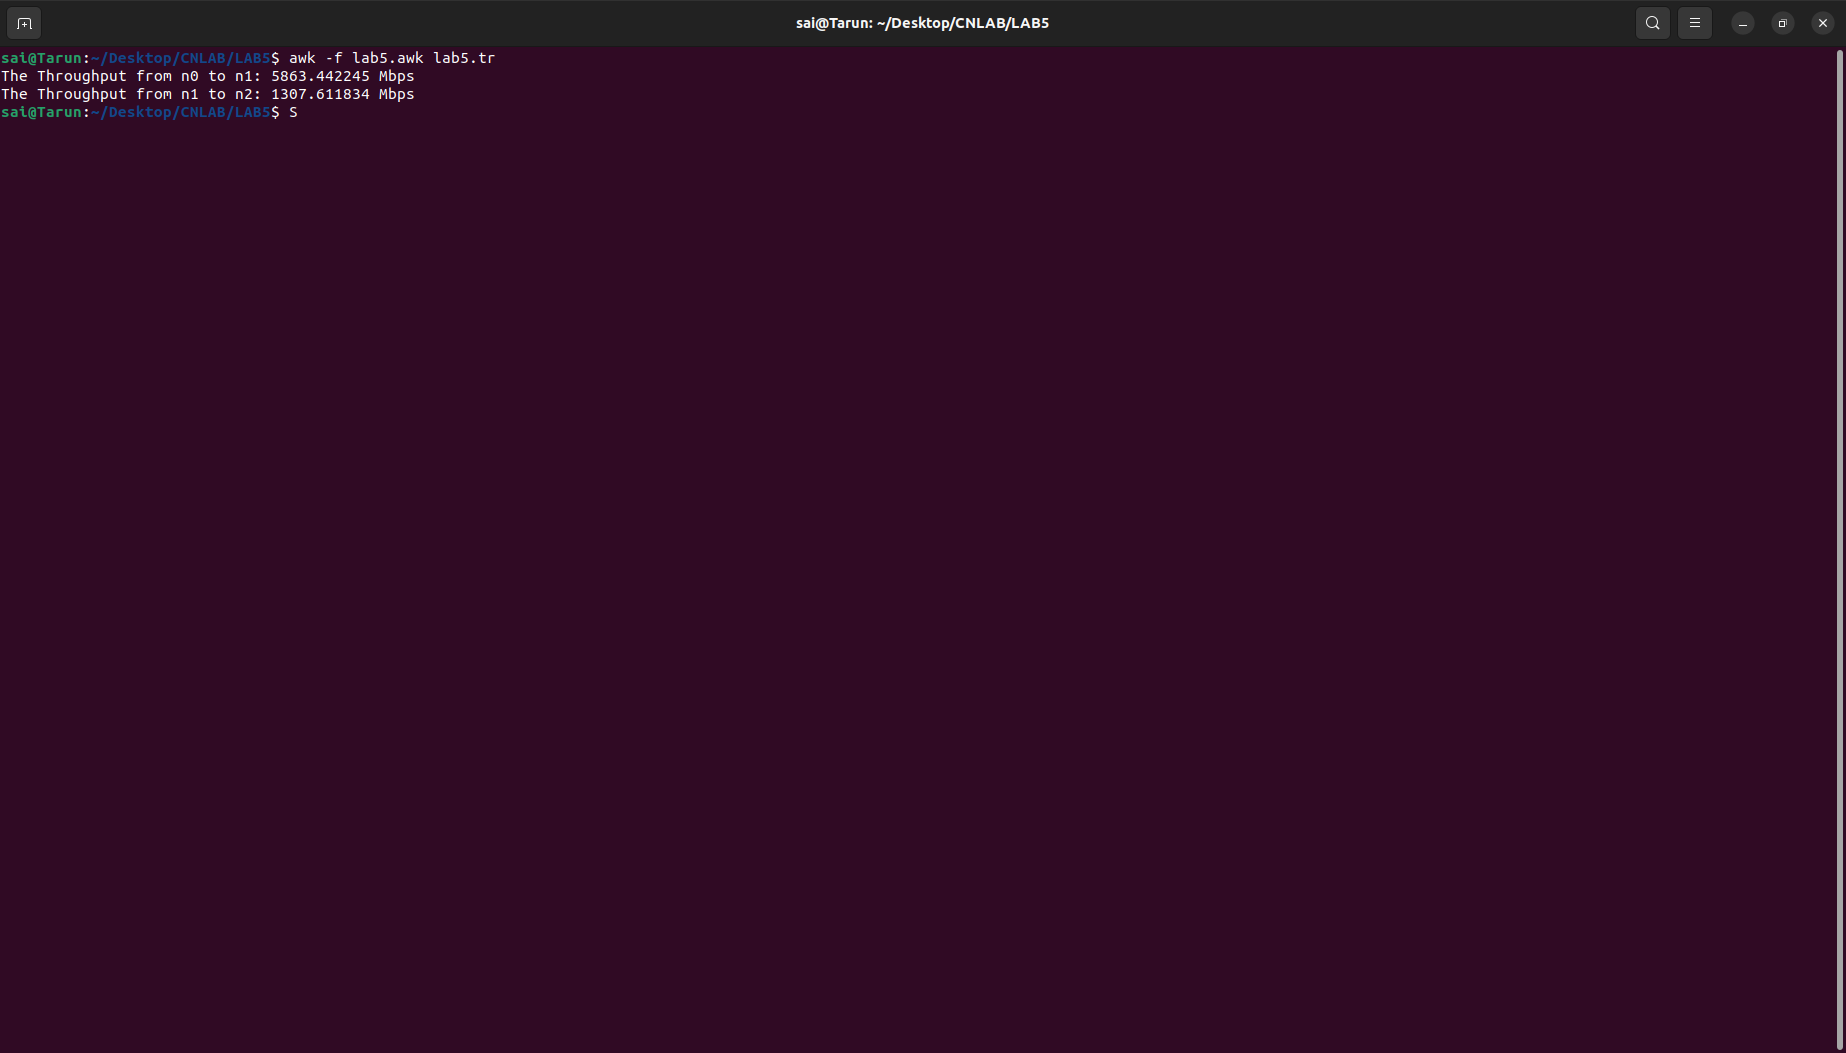 sai@Tarun: ~/Desktop/CNLAB/LAB5
sai@Tarun:~/Desktop/CNLAB/LAB5$ awk -f lab5.awk lab5.tr
The Throughput from n0 to n1: 5863.442245 Mbps
The Throughput from n1 to n2: 1307.611834 Mbps
sai@Tarun:~/Desktop/CNLAB/LAB5$ S